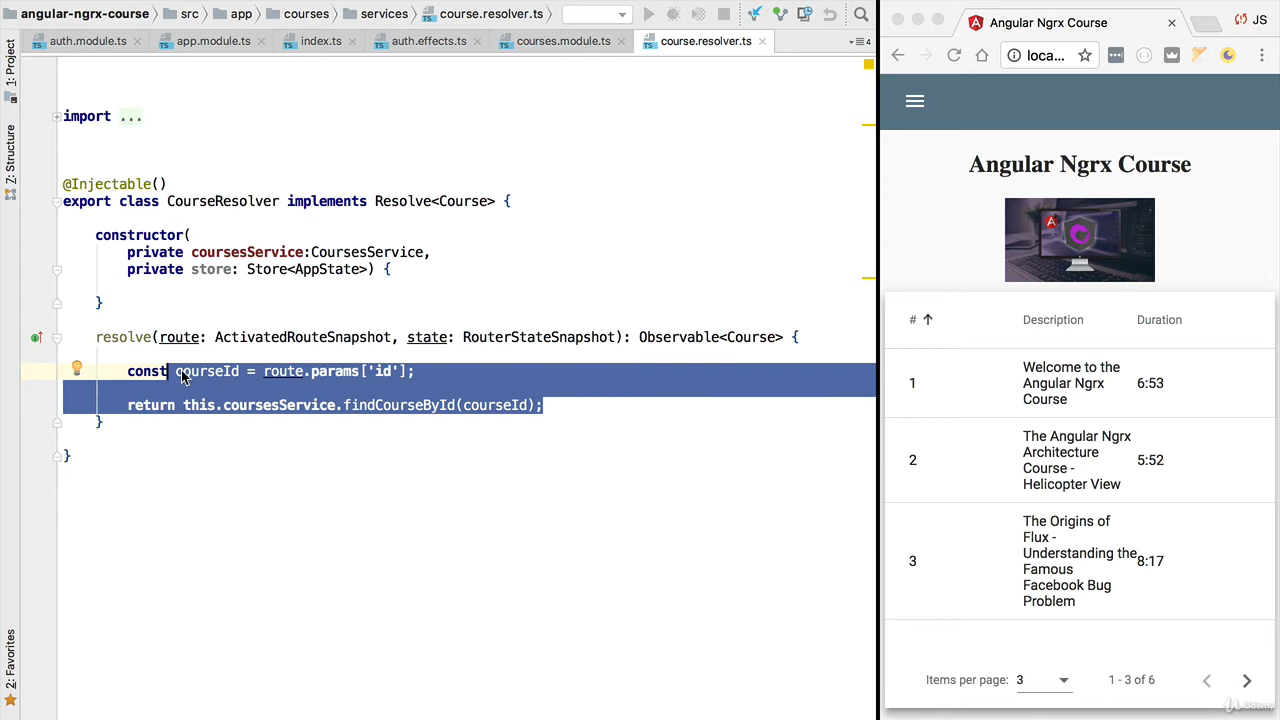 angular-ngrx-course src app courses services course.resolver.ts
auth.module.ts app.module.ts index.ts auth.effects.ts courses.module.ts course.resolver.ts 4
1: Project
Z: Structure
2: Favorites
import ...
@Injectable()
export class CourseResolver implements Resolve<Course> {
constructor(
private coursesService:CoursesService,
private store: Store<AppState>) {
}
resolve(route: ActivatedRouteSnapshot, state: RouterStateSnapshot): Observable<Course> {
const courseId = route.params['id'];
return this.coursesService.findCourseById(courseId);
}
}
Angular Ngrx Course JS
loca...
Angular Ngrx Course
# Description Duration
1 Welcome to the Angular Ngrx Course 6:53
2 The Angular Ngrx Architecture Course - Helicopter View 5:52
3 The Origins of Flux - Understanding the Famous Facebook Bug Problem 8:17
Items per page: 3 1 - 3 of 6
Udemy